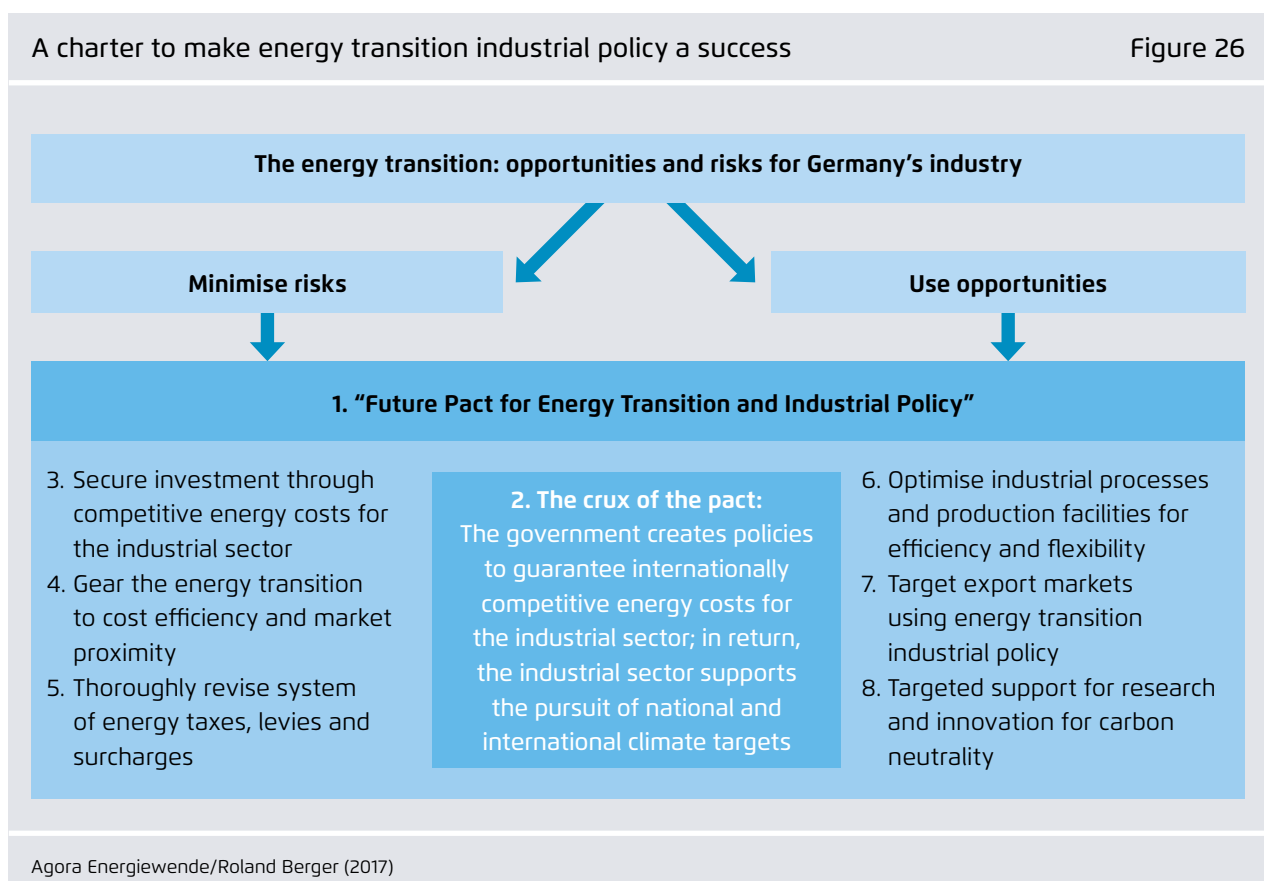 A charter to make energy transition industrial policy a success
Figure 26
The energy transition: opportunities and risks for Germany's industry
Minimise risks
Use opportunities
1. “Future Pact for Energy Transition and Industrial Policy”
3. Secure investment through
competitive energy costs for
the industrial sector
4. Gear the energy transition
to cost efficiency and market
proximity
5. Thoroughly revise system
of energy taxes, levies and
surcharges
2. The crux of the pact:
The government creates policies
to guarantee internationally
competitive energy costs for
the industrial sector; in return,
the industrial sector supports
the pursuit of national and
international climate targets
6. Optimise industrial processes
and production facilities for
efficiency and flexibility
7. Target export markets
using energy transition
industrial policy
8. Targeted support for research
and innovation for carbon
neutrality
Agora Energiewende/Roland Berger (2017)